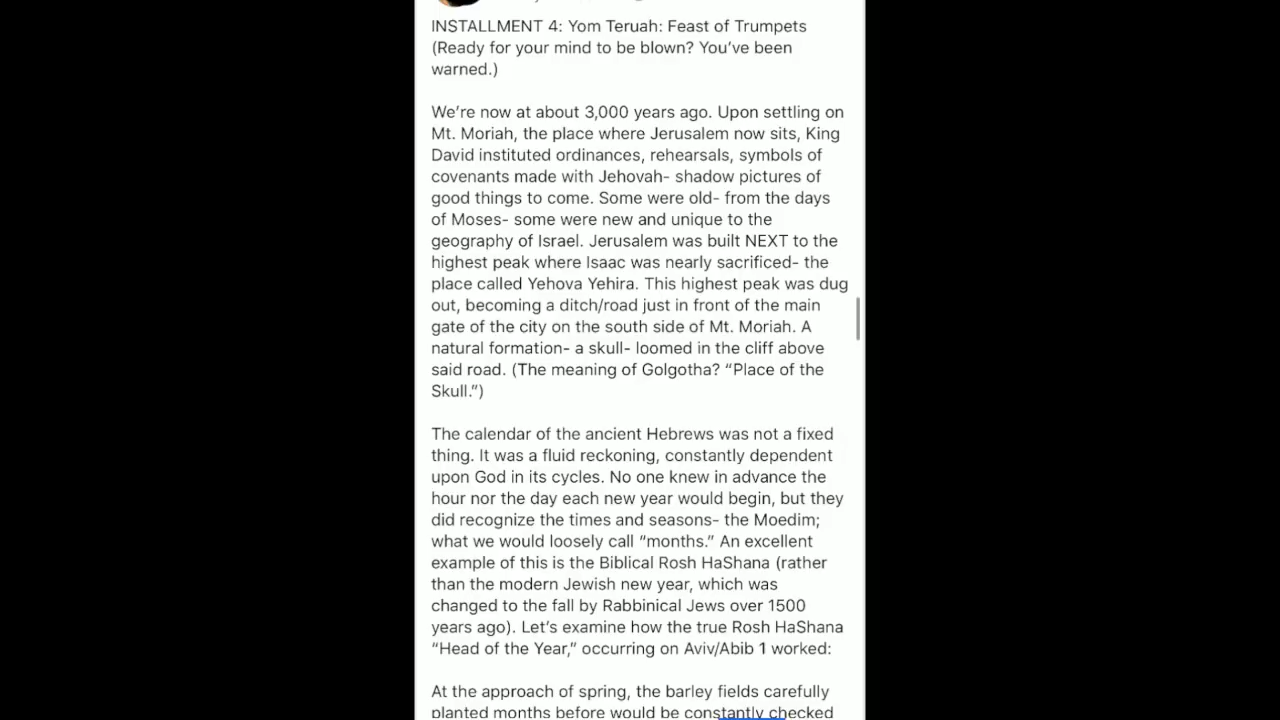 INSTALLMENT 4: Yom Teruah: Feast of Trumpets
(Ready for your mind to be blown? You've been
warned.)
We're now at about 3,000 years ago. Upon settling on
Mt. Moriah, the place where Jerusalem now sits, King
David instituted ordinances, rehearsals, symbols of
covenants made with Jehovah- shadow pictures of
good things to come. Some were old- from the days
of Moses- some were new and unique to the
geography of Israel. Jerusalem was built NEXT to the
highest peak where Isaac was nearly sacrificed- the
place called Yehova Yehira. This highest peak was dug
out, becoming a ditch/road just in front of the main
gate of the city on the south side of Mt. Moriah. A
natural formation- a skull- loomed in the cliff above
said road. (The meaning of Golgotha? “Place of the
Skull.”)
The calendar of the ancient Hebrews was not a fixed
thing. It was a fluid reckoning, constantly dependent
upon God in its cycles. No one knew in advance the
hour nor the day each new year would begin, but they
did recognize the times and seasons- the Moedim;
what we would loosely call “months.” An excellent
example of this is the Biblical Rosh HaShana (rather
than the modern Jewish new year, which was
changed to the fall by Rabbinical Jews over 1500
years ago). Let's examine how the true Rosh HaShana
“Head of the Year,” occurring on Aviv/Abib 1 worked:
At the approach of spring, the barley fields carefully
planted months before would be constantly checked